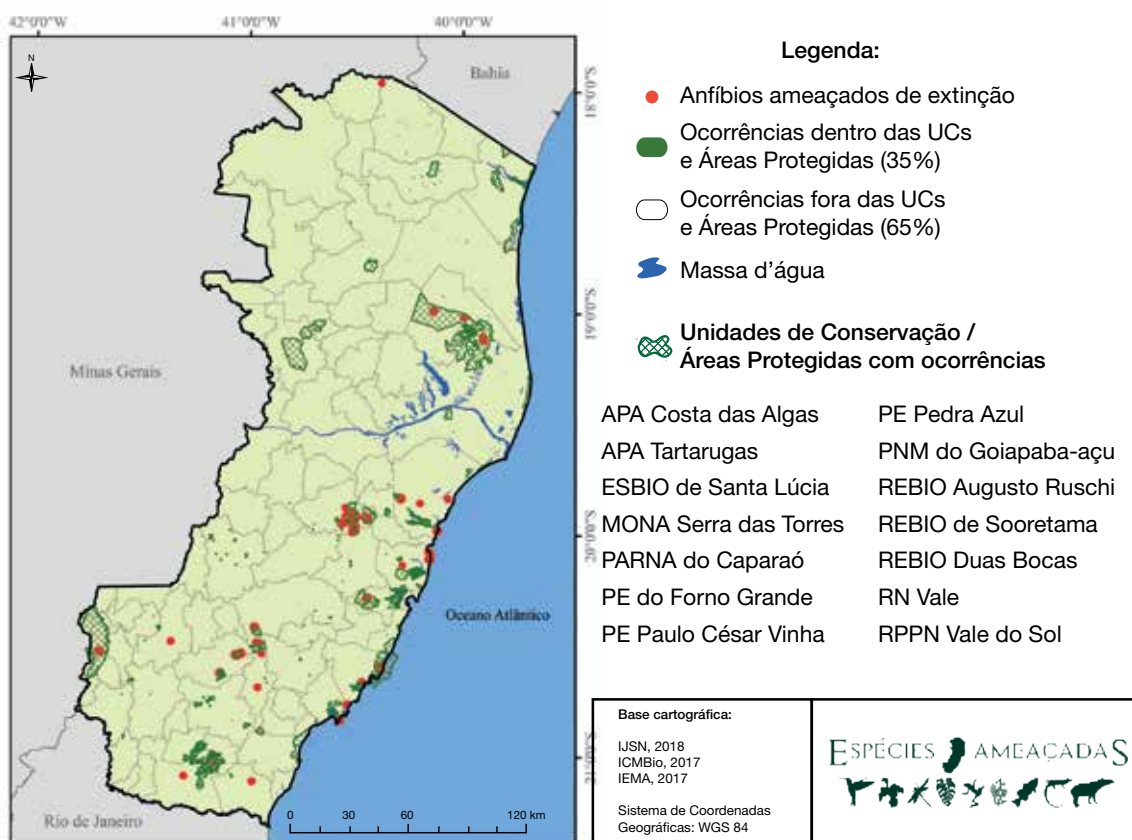 42°0'0"W
41°0'0"W
40°0'0"W
N
Bahia
18°0'0"S
19°0'0"S
Minas Gerais
20°0'0"S
Oceano Atlântico
21°0'0"S
Rio de Janeiro
0 30 60 120 km
Legenda:
Anfíbios ameaçados de extinção
Ocorrências dentro das UCs
e Áreas Protegidas (35%)
Ocorrências fora das UCs
e Áreas Protegidas (65%)
Massa d'água
Unidades de Conservação /
Áreas Protegidas com ocorrências
APA Costa das Algas
APA Tartarugas
ESBIO de Santa Lúcia
MONA Serra das Torres
PARNA do Caparaó
PE do Forno Grande
PE Paulo César Vinha
PE Pedra Azul
PNM do Goiapaba-açu
REBIO Augusto Ruschi
REBIO de Sooretama
REBIO Duas Bocas
RN Vale
RPPN Vale do Sol
Base cartográfica:
IJSN, 2018
ICMBio, 2017
IEMA, 2017
Sistema de Coordenadas
Geográficas: WGS 84
ESPÉCIES AMEAÇADAS